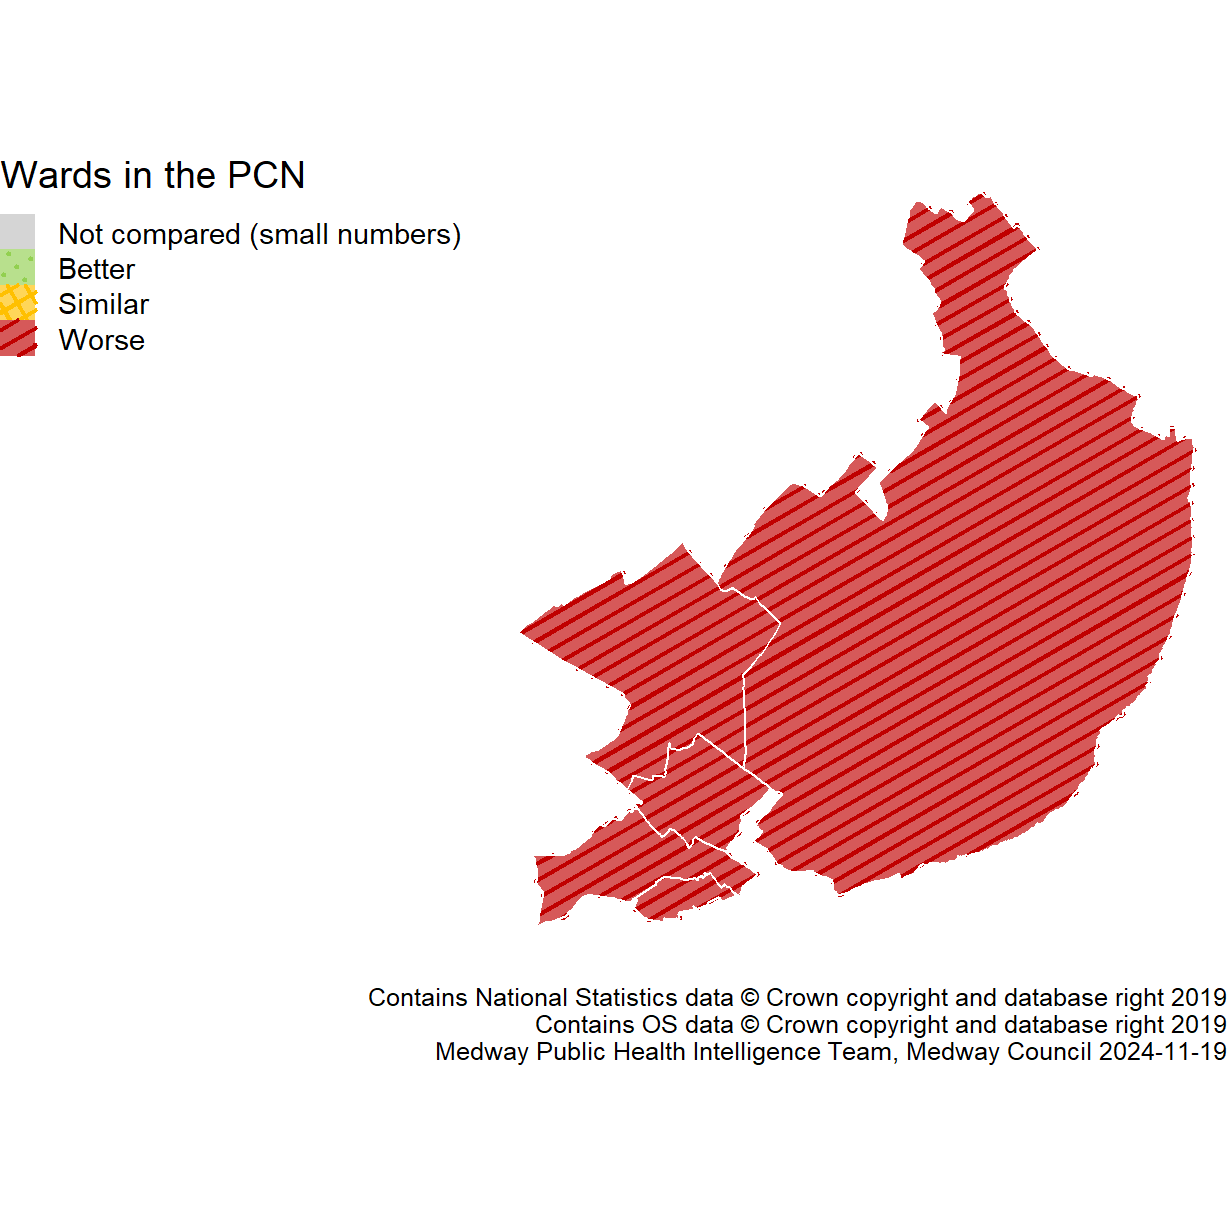 Wards in the PCN
Not compared (small numbers)
Better
Similar
Worse
Contains National Statistics data © Crown copyright and database right 2019
Contains OS data © Crown copyright and database right 2019
Medway Public Health Intelligence Team, Medway Council 2024-11-19